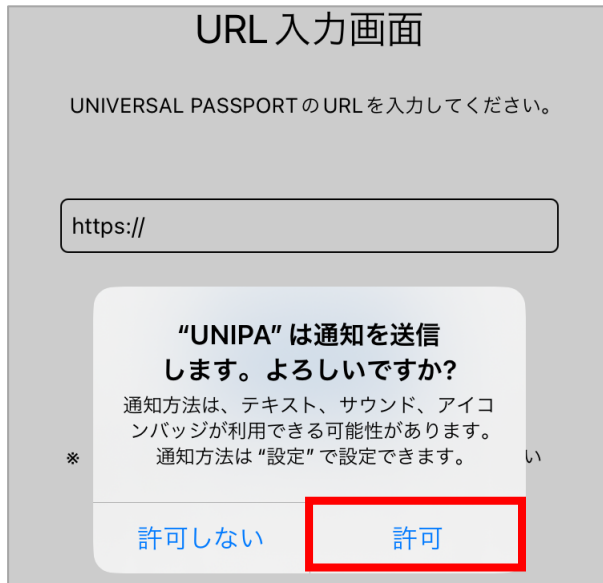 URL入力画面
UNIVERSAL PASSPORTのURLを入力してください。
https://
“UNIPA”は通知を送信
します。よろしいですか?
通知方法は、テキスト、サウンド、アイコ
ンバッジが利用できる可能性があります。
通知方法は“設定”で設定できます。
※ い
許可しない 許可